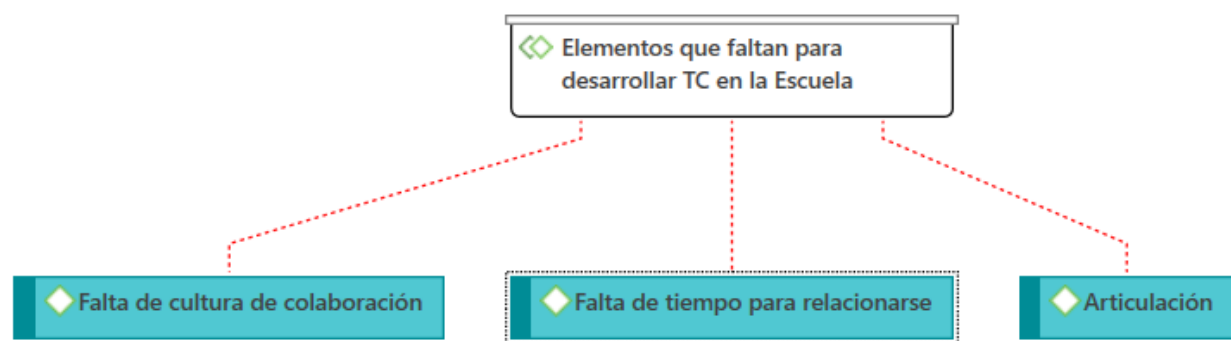 Elementos que faltan para
desarrollar TC en la Escuela
Falta de cultura de colaboración
Falta de tiempo para relacionarse
Articulación